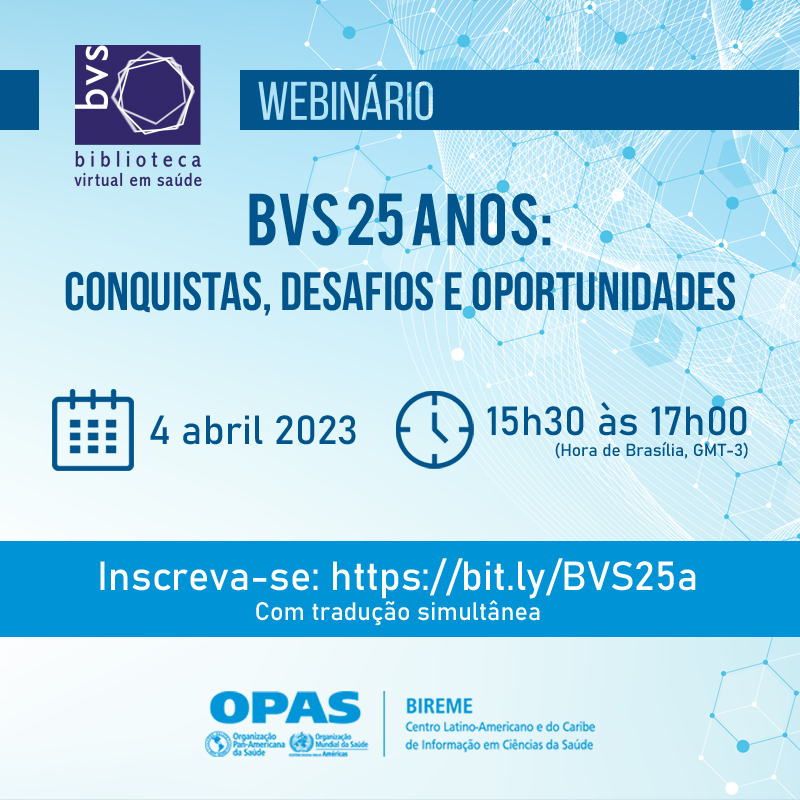 bvs
biblioteca
virtual em saúde
WEBINÁRIO
BVS 25 ANOS:
CONQUISTAS, DESAFIOS E OPORTUNIDADES
4 abril 2023
15h30 às 17h00
(Hora de Brasília, GMT-3)
Inscreva-se: https://bit.ly/BVS25a
Com tradução simultânea
OPAS
Organização
Pan-Americana
da Saúde
Organização
Mundial da Saúde
Américas
BIREME
Centro Latino-Americano e do Caribe
de Informação em Ciências da Saúde